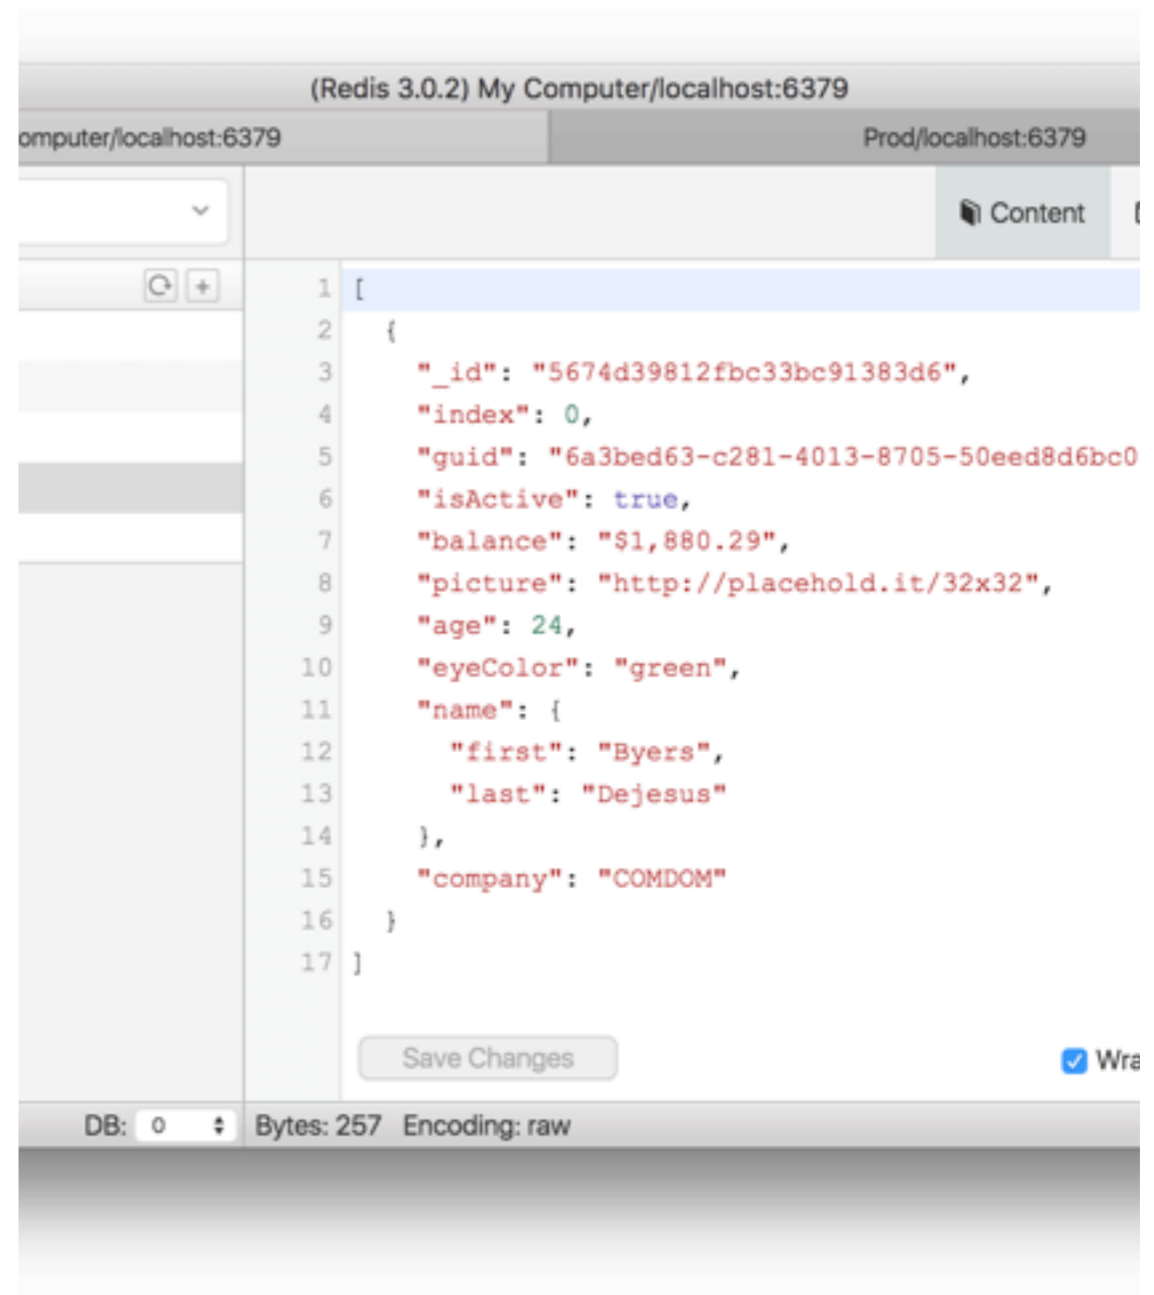 (Redis 3.0.2) My Computer/localhost:6379
omputer/localhost:6379
Prod/localhost:6379
Content
1 [
2 {
3 "_id": "5674d39812fbc33bc91383d6",
4 "index": 0,
5 "guid": "6a3bed63-c281-4013-8705-50eed8d6bc0
6 "isActive": true,
7 "balance": "$1,880.29",
8 "picture": "http://placehold.it/32x32",
9 "age": 24,
10 "eyeColor": "green",
11 "name": {
12 "first": "Byers",
13 "last": "Dejesus"
14 },
15 "company": "COMDOM"
16 }
17 ]
Save Changes
Wra
DB: 0
Bytes: 257 Encoding: raw